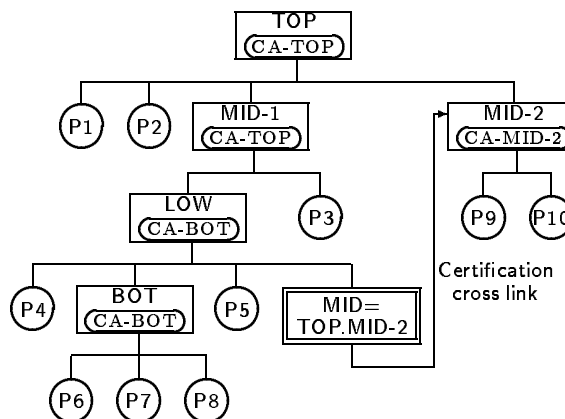 TOP
CA-TOP
P1
P2
MID-1
CA-TOP
MID-2
CA-MID-2
LOW
CA-BOT
P3
P9
P10
P4
BOT
CA-BOT
P5
MID=
TOP.MID-2
Certification
cross link
P6
P7
P8